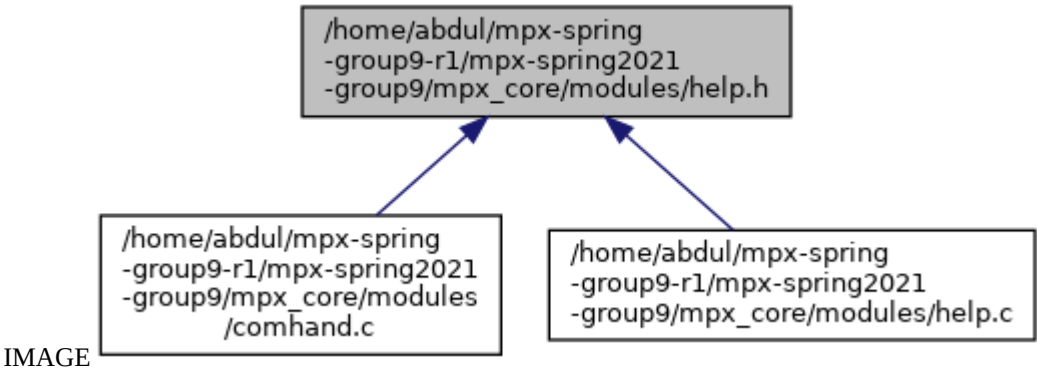 /home/abdul/mpx-spring
-group9-r1/mpx-spring2021
-group9/mpx_core/modules/help.h
/home/abdul/mpx-spring
-group9-r1/mpx-spring2021
-group9/mpx_core/modules
/comhand.c
/home/abdul/mpx-spring
-group9-r1/mpx-spring2021
-group9/mpx_core/modules/help.c
IMAGE